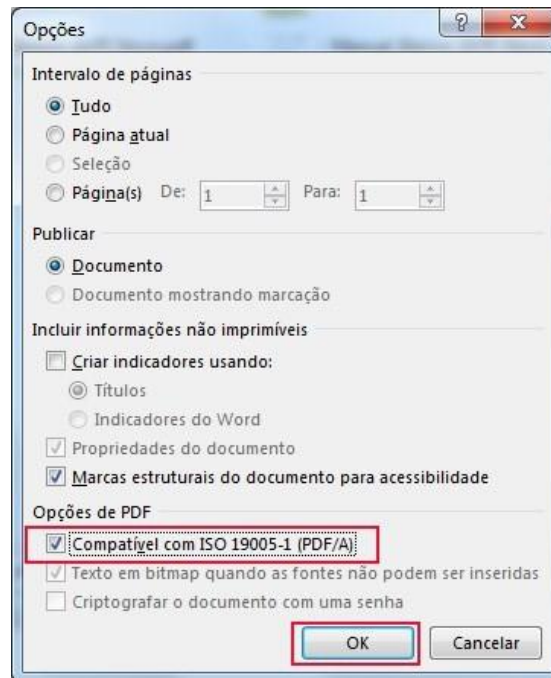 Opções
Intervalo de páginas
Tudo
Página atual
Seleção
Página(s) De: 1 Para: 1
Publicar
Documento
Documento mostrando marcação
Incluir informações não imprimíveis
Criar indicadores usando:
Títulos
Indicadores do Word
Propriedades do documento
Marcas estruturais do documento para acessibilidade
Opções de PDF
Compatível com ISO 19005-1 (PDF/A)
Texto em bitmap quando as fontes não podem ser inseridas
Criptografar o documento com uma senha
OK Cancelar